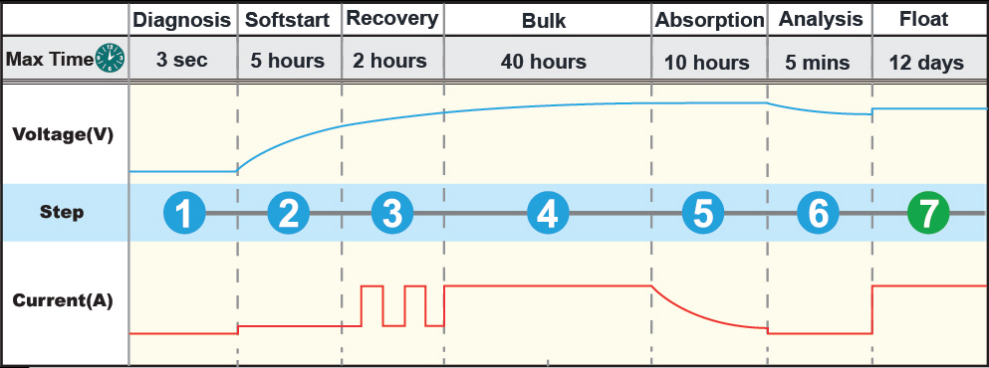 Diagnosis Softstart Recovery Bulk Absorption Analysis Float
Max Time 3 sec 5 hours 2 hours 40 hours 10 hours 5 mins 12 days
Voltage(V)
Step 1 2 3 4 5 6 7
Current(A)